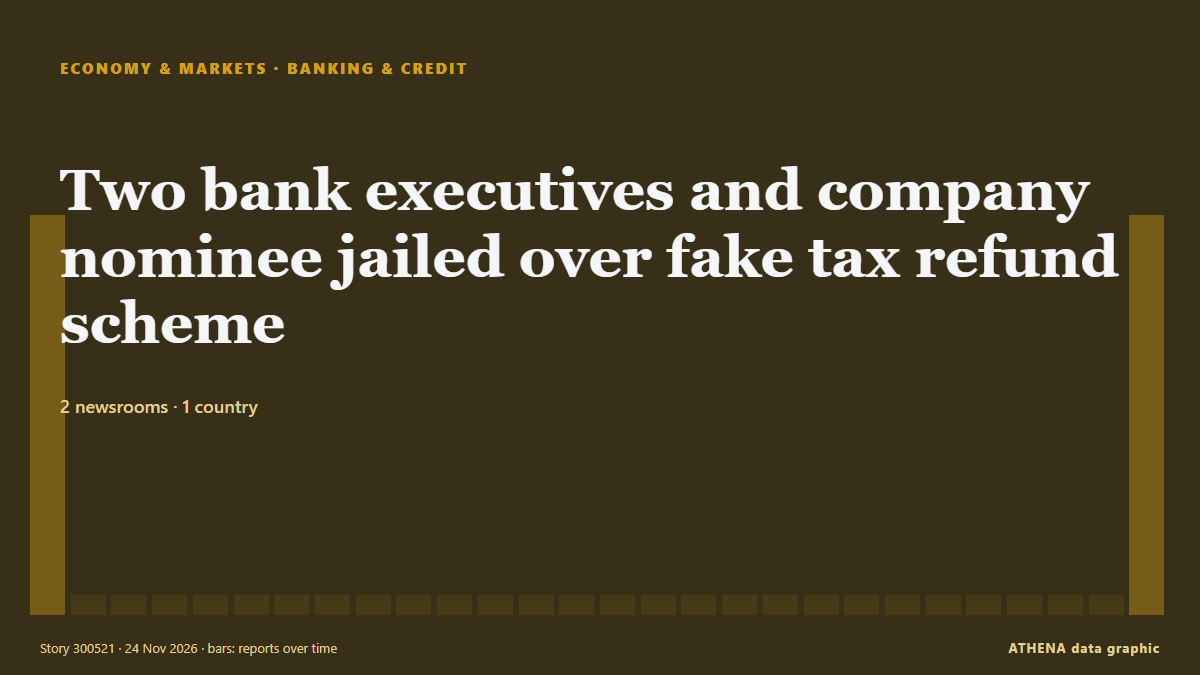 ECONOMY & MARKETS · BANKING & CREDIT
Two bank executives and company
nominee jailed over fake tax refund
scheme
2 newsrooms · 1 country
Story 300521 · 24 Nov 2026 · bars: reports over time
ATHENA data graphic